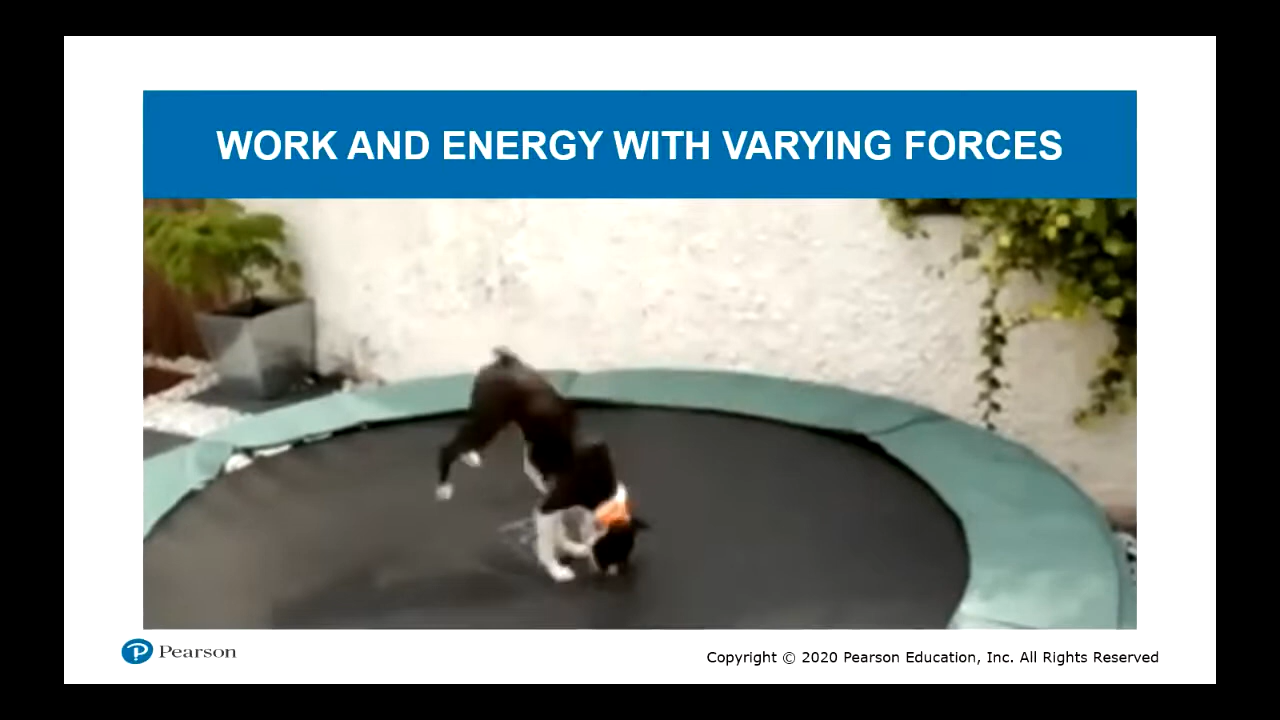 WORK AND ENERGY WITH VARYING FORCES
Pearson
Copyright © 2020 Pearson Education, Inc. All Rights Reserved